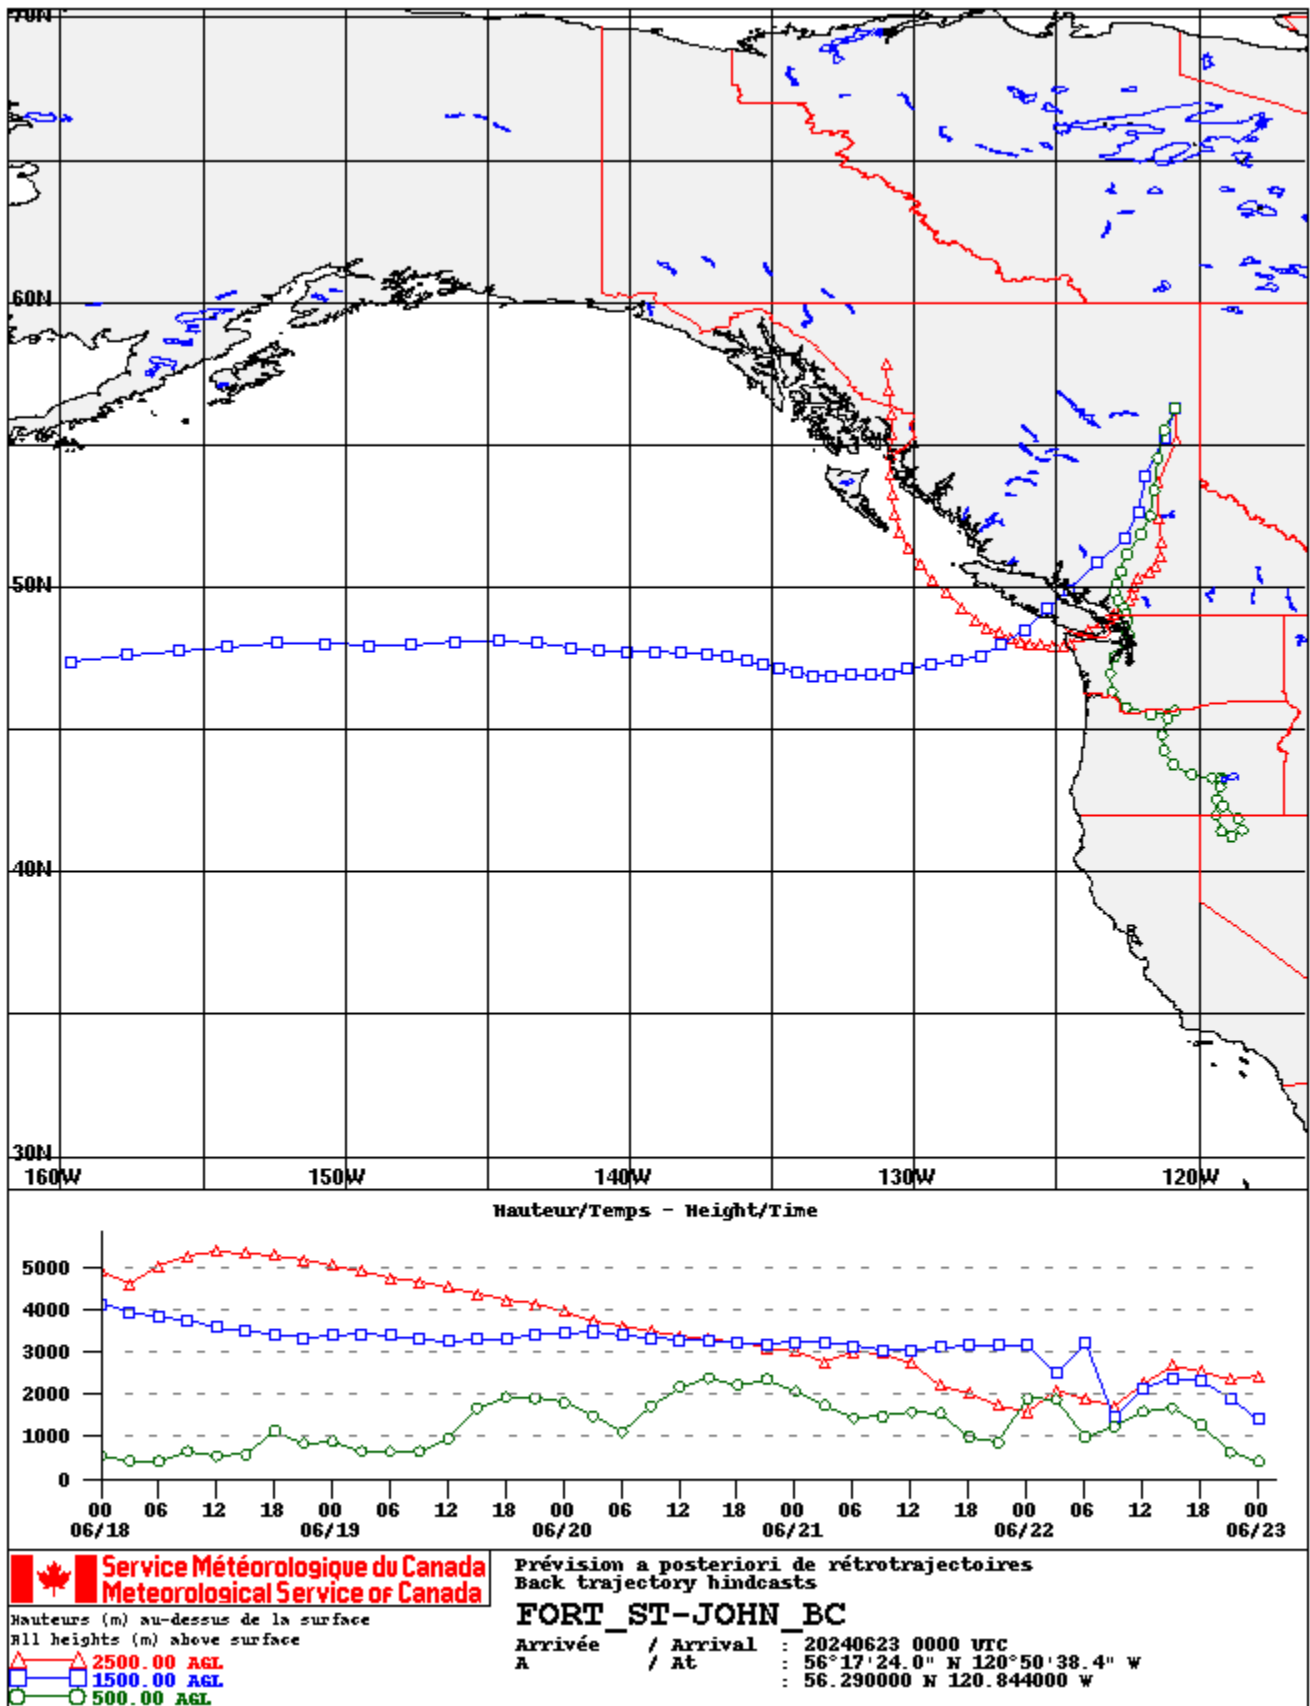 70N
60N
50N
40N
30N
160W 150W 140W 130W 120W
Hauteur/Temps - Height/Time
5000
4000
3000
2000
1000
0
00 06 12 18 00 06 12 18 00 06 12 18 00 06 12 18 00 06 12 18 00
06/18 06/19 06/20 06/21 06/22 06/23
Service Météorologique du Canada
Meteorological Service of Canada
Hauteurs (m) au-dessus de la surface
All heights (m) above surface
2500.00 AGL
1500.00 AGL
500.00 AGL
Prévision a posteriori de rétrotrajectoires
Back trajectory hindcasts
FORT_ST-JOHN_BC
Arrivée / Arrival : 20240623 0000 UTC
A / At : 56°17'24.0" N 120°50'38.4" W
: 56.290000 N 120.844000 W